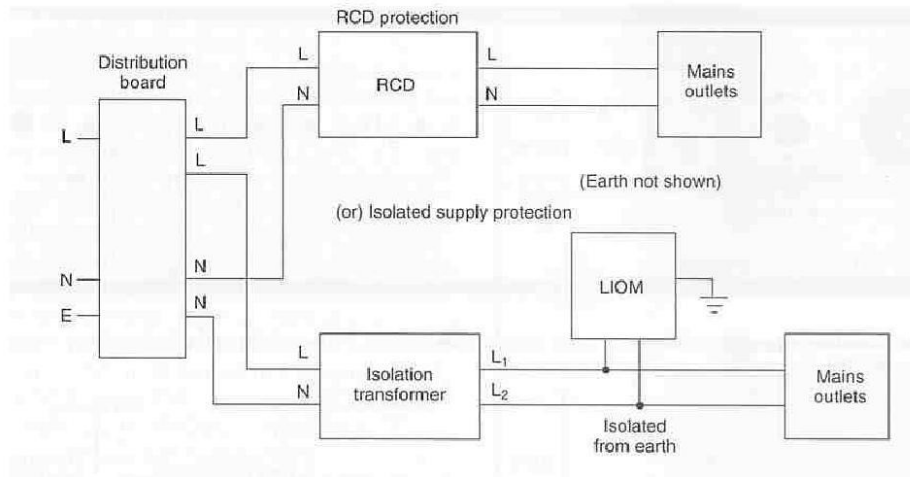 RCD protection
Distribution
board
L
N
E
L
L
N
N
L
N
RCD
L
N
Mains
outlets
(Earth not shown)
(or) Isolated supply protection
LIOM
L
N
Isolation
transformer
L1
L2
Mains
outlets
Isolated
from earth